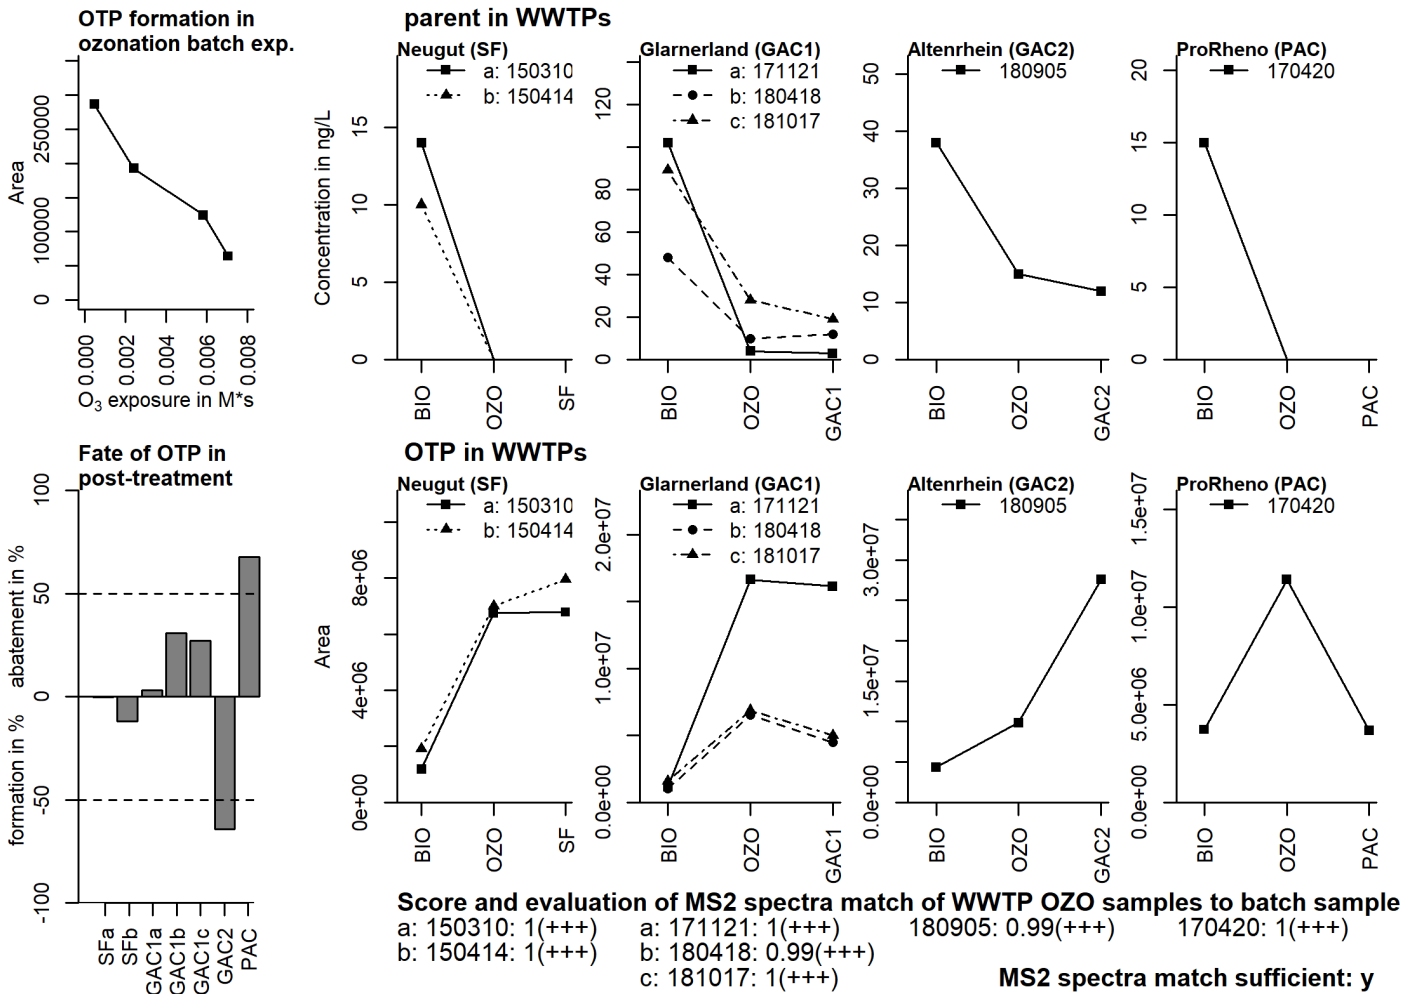 OTP formation in
ozonation batch exp.
Area
0
100000
250000
0.000
0.002
0.004
0.006
0.008
O3 exposure in M*s
parent in WWTPs
Neugut (SF)
a: 150310
b: 150414
Concentration in ng/L
0
5
10
15
BIO
OZO
SF
Glarnerland (GAC1)
a: 171121
b: 180418
c: 181017
0
20
40
60
80
120
BIO
OZO
GAC1
Altenrhein (GAC2)
180905
0
10
20
30
40
50
BIO
OZO
GAC2
ProRheno (PAC)
170420
0
5
10
15
20
BIO
OZO
PAC
Fate of OTP in
post-treatment
formation in %
abatement in %
-100
-50
0
50
100
SFa
SFb
GAC1a
GAC1b
GAC1c
GAC2
PAC
OTP in WWTPs
Neugut (SF)
a: 150310
b: 150414
Area
0e+00
4e+06
8e+06
BIO
OZO
SF
Glarnerland (GAC1)
a: 171121
b: 180418
c: 181017
0.0e+00
1.0e+07
2.0e+07
BIO
OZO
GAC1
Altenrhein (GAC2)
180905
0.0e+00
1.5e+07
3.0e+07
BIO
OZO
GAC2
ProRheno (PAC)
170420
0.0e+00
5.0e+06
1.0e+07
1.5e+07
BIO
OZO
PAC
Score and evaluation of MS2 spectra match of WWTP OZO samples to batch sample
a: 150310: 1(+++)
b: 150414: 1(+++)
a: 171121: 1(+++)
b: 180418: 0.99(+++)
c: 181017: 1(+++)
180905: 0.99(+++)
170420: 1(+++)
MS2 spectra match sufficient: y